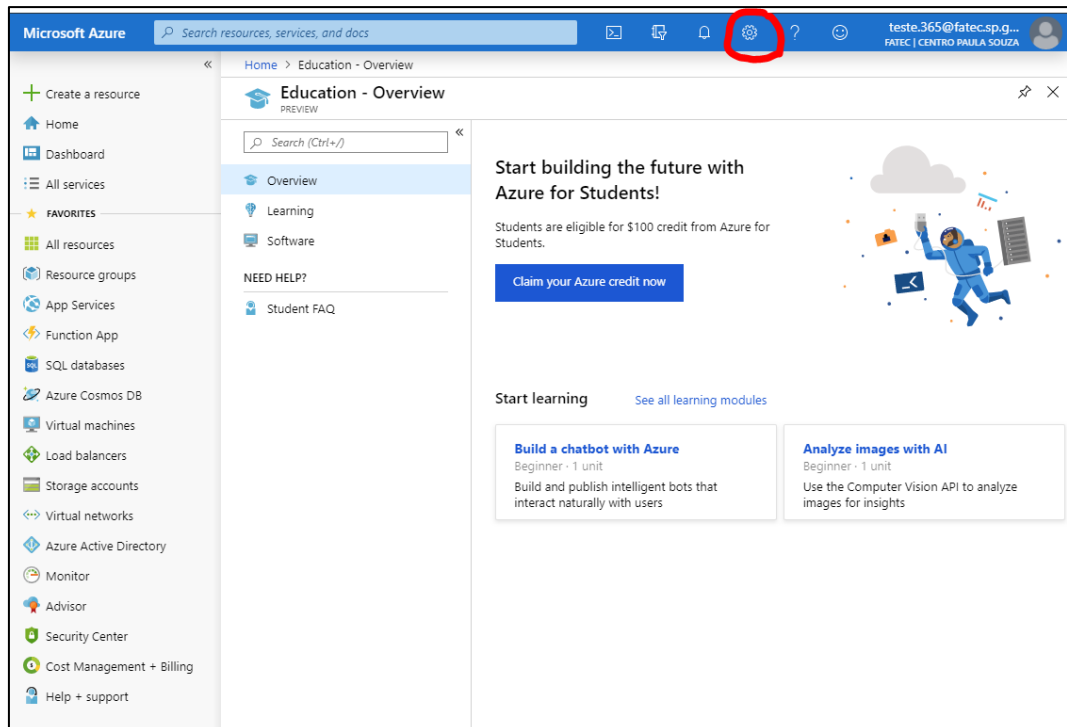 Microsoft Azure
Search resources, services, and docs
teste.365@fatec.sp.g...
FATEC | CENTRO PAULA SOUZA
Create a resource
Home
Dashboard
All services
FAVORITES
All resources
Resource groups
App Services
Function App
SQL databases
Azure Cosmos DB
Virtual machines
Load balancers
Storage accounts
Virtual networks
Azure Active Directory
Monitor
Advisor
Security Center
Cost Management + Billing
Help + support
Home > Education - Overview
Education - Overview
PREVIEW
Search (Ctrl+/)
Overview
Learning
Software
NEED HELP?
Student FAQ
Start building the future with
Azure for Students!
Students are eligible for $100 credit from Azure for
Students.
Claim your Azure credit now
Start learning
See all learning modules
Build a chatbot with Azure
Beginner · 1 unit
Build and publish intelligent bots that
interact naturally with users
Analyze images with AI
Beginner · 1 unit
Use the Computer Vision API to analyze
images for insights